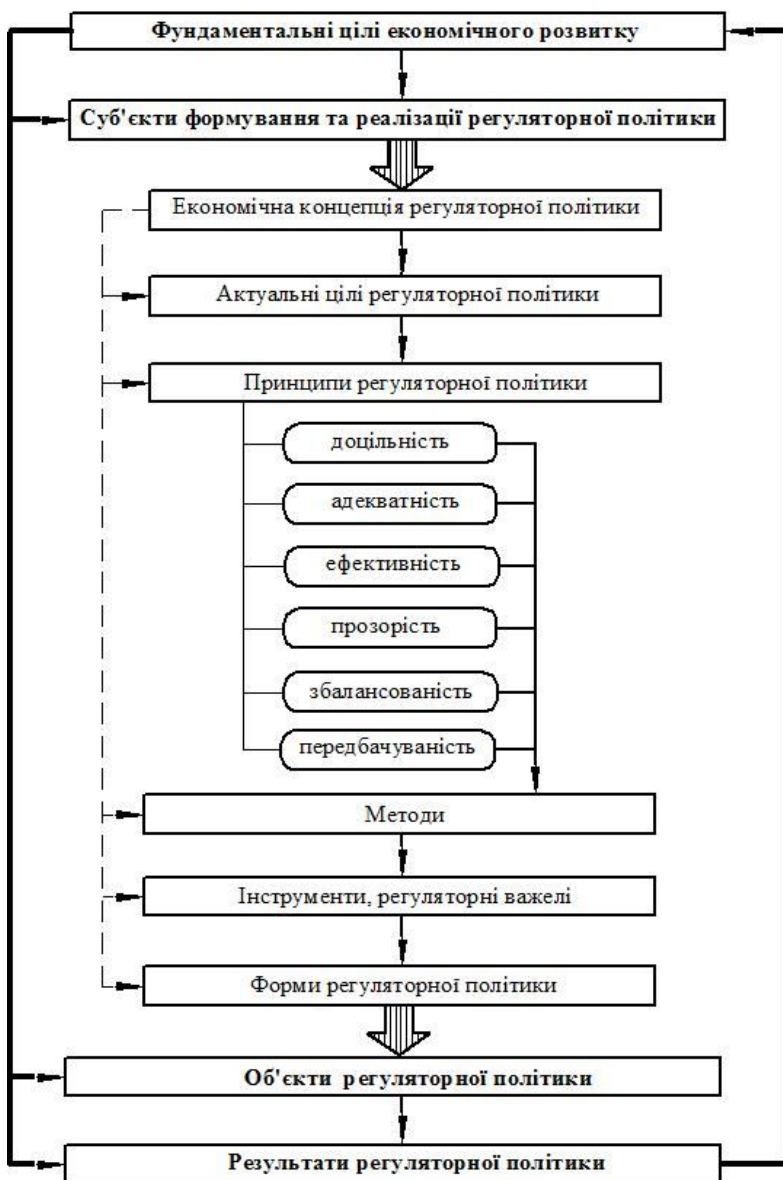 Фундаментальні цілі економічного розвитку
Суб'єкти формування та реалізації регуляторної політики
Економічна концепція регуляторної політики
Актуальні цілі регуляторної політики
Принципи регуляторної політики
доцільність
адекватність
ефективність
прозорість
збалансованість
передбачуваність
Методи
Інструменти, регуляторні важелі
Форми регуляторної політики
Об'єкти регуляторної політики
Результати регуляторної політики